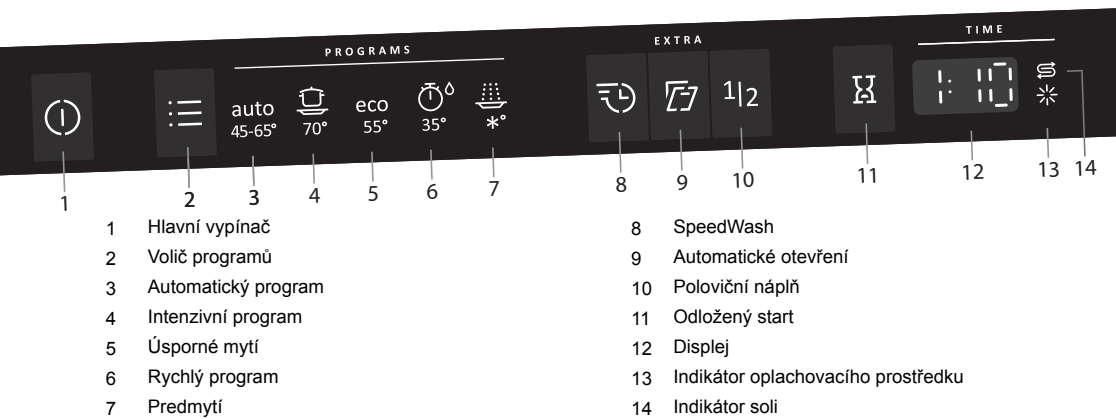 PROGRAMS EXTRA TIME
auto eco 1|2 1:10
45-65° 70° 55° 35° *°
1 2 3 4 5 6 7 8 9 10 11 12 13 14
1 Hlavní vypínač
2 Volič programů
3 Automatický program
4 Intenzivní program
5 Úsporné mytí
6 Rychlý program
7 Predmytí
8 SpeedWash
9 Automatické otevření
10 Poloviční náplň
11 Odložený start
12 Displej
13 Indikátor oplachovacího prostředku
14 Indikátor soli